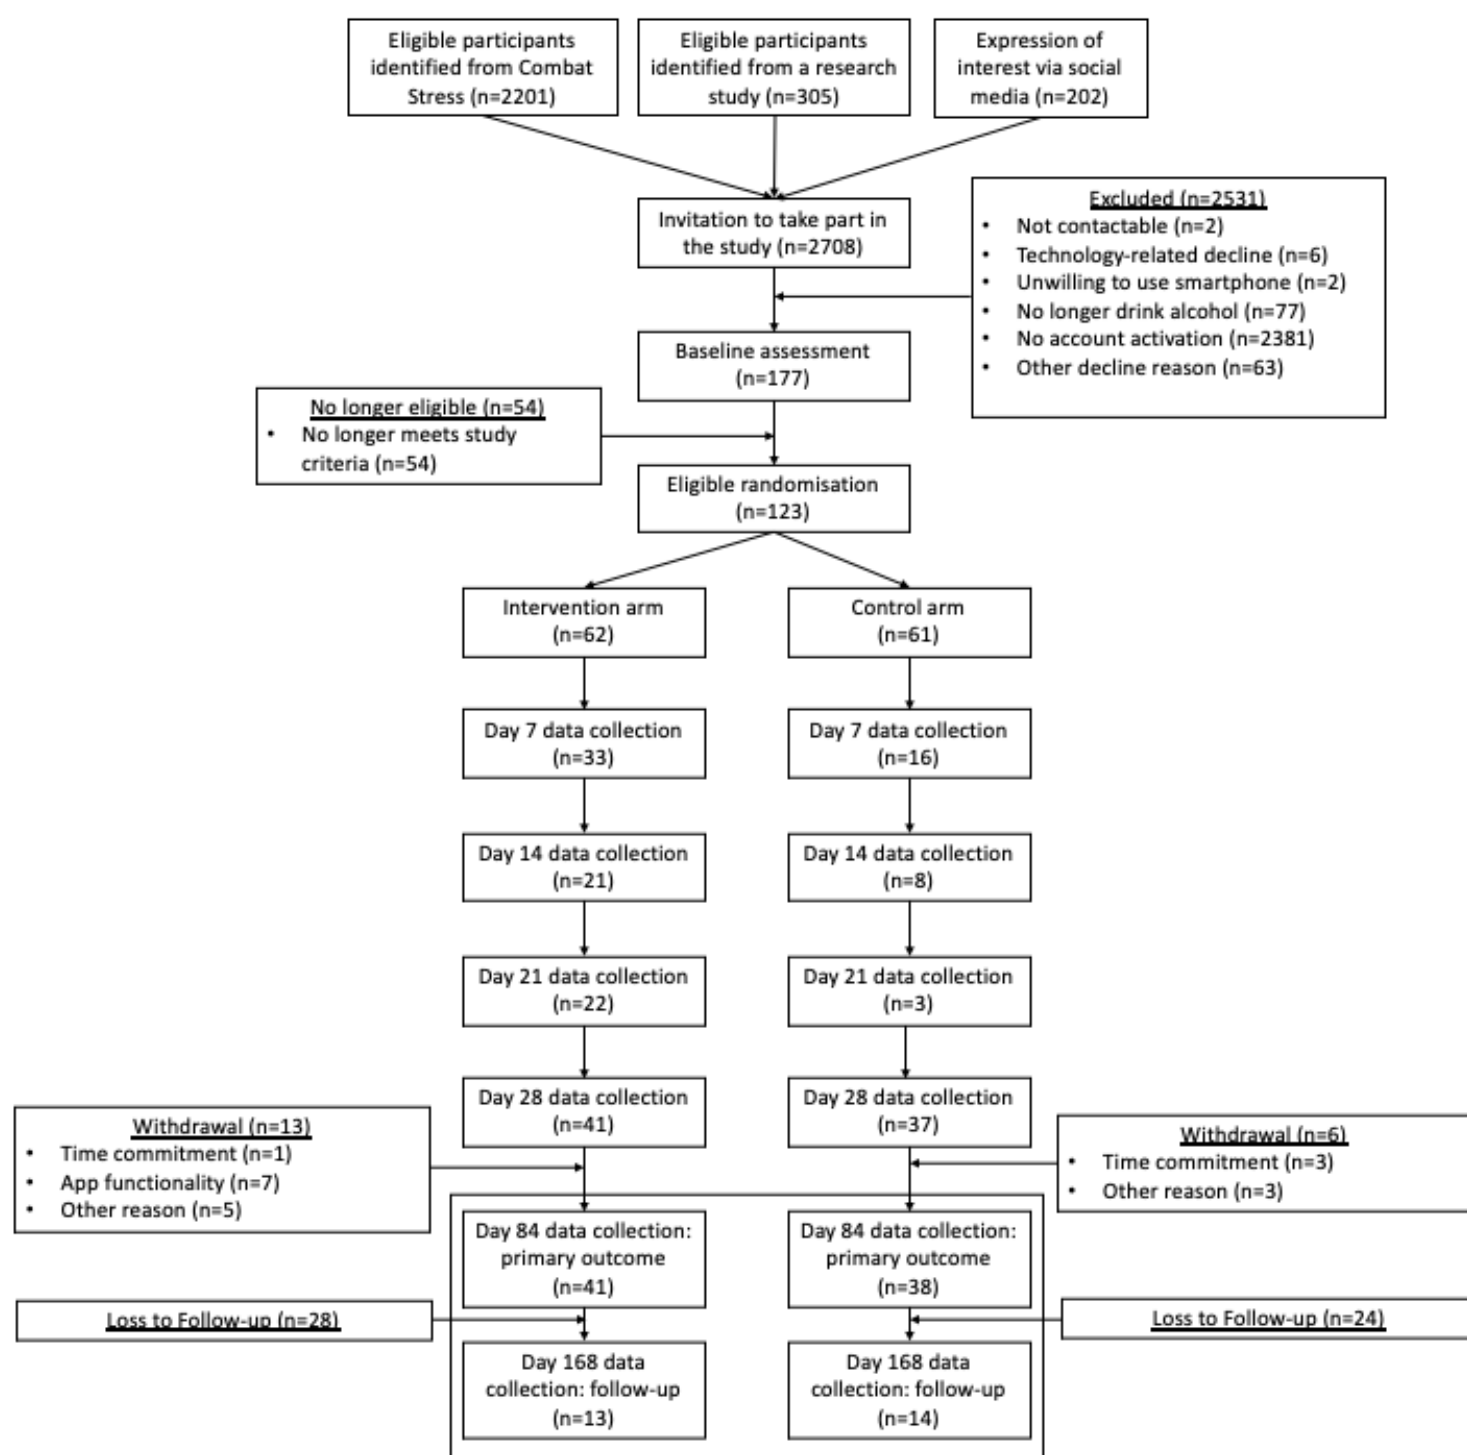 Eligible participants
identified from Combat
Stress (n=2201)
Eligible participants
identified from a research
study (n=305)
Expression of
interest via social
media (n=202)
Invitation to take part in
the study (n=2708)
Excluded (n=2531)
• Not contactable (n=2)
• Technology-related decline (n=6)
• Unwilling to use smartphone (n=2)
• No longer drink alcohol (n=77)
• No account activation (n=2381)
• Other decline reason (n=63)
Baseline assessment
(n=177)
No longer eligible (n=54)
• No longer meets study
criteria (n=54)
Eligible randomisation
(n=123)
Intervention arm
(n=62)
Control arm
(n=61)
Day 7 data collection
(n=33)
Day 7 data collection
(n=16)
Day 14 data collection
(n=21)
Day 14 data collection
(n=8)
Day 21 data collection
(n=22)
Day 21 data collection
(n=3)
Day 28 data collection
(n=41)
Day 28 data collection
(n=37)
Withdrawal (n=13)
• Time commitment (n=1)
• App functionality (n=7)
• Other reason (n=5)
Withdrawal (n=6)
• Time commitment (n=3)
• Other reason (n=3)
Day 84 data collection:
primary outcome
(n=41)
Day 84 data collection:
primary outcome
(n=38)
Loss to Follow-up (n=28)
Loss to Follow-up (n=24)
Day 168 data
collection: follow-up
(n=13)
Day 168 data
collection: follow-up
(n=14)